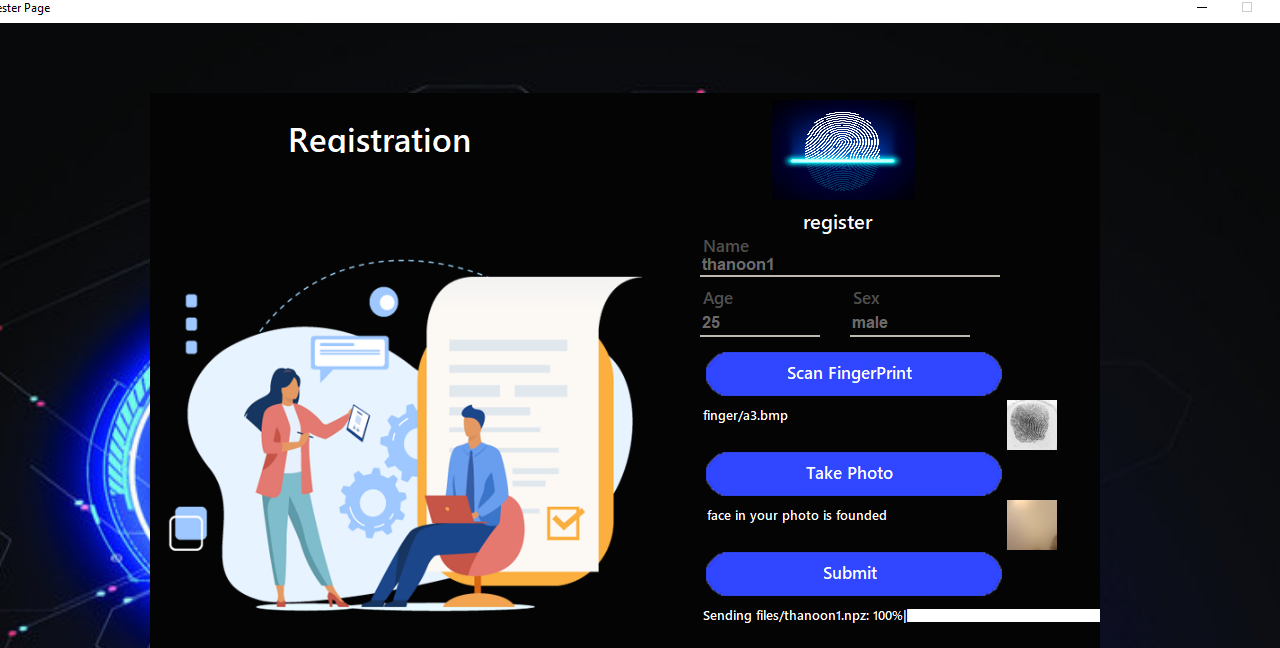 ester Page
Registration
register
Name
thanoon1
Age
Sex
25
male
Scan FingerPrint
finger/a3.bmp
Take Photo
face in your photo is founded
Submit
Sending files/thanoon1.npz: 100%|